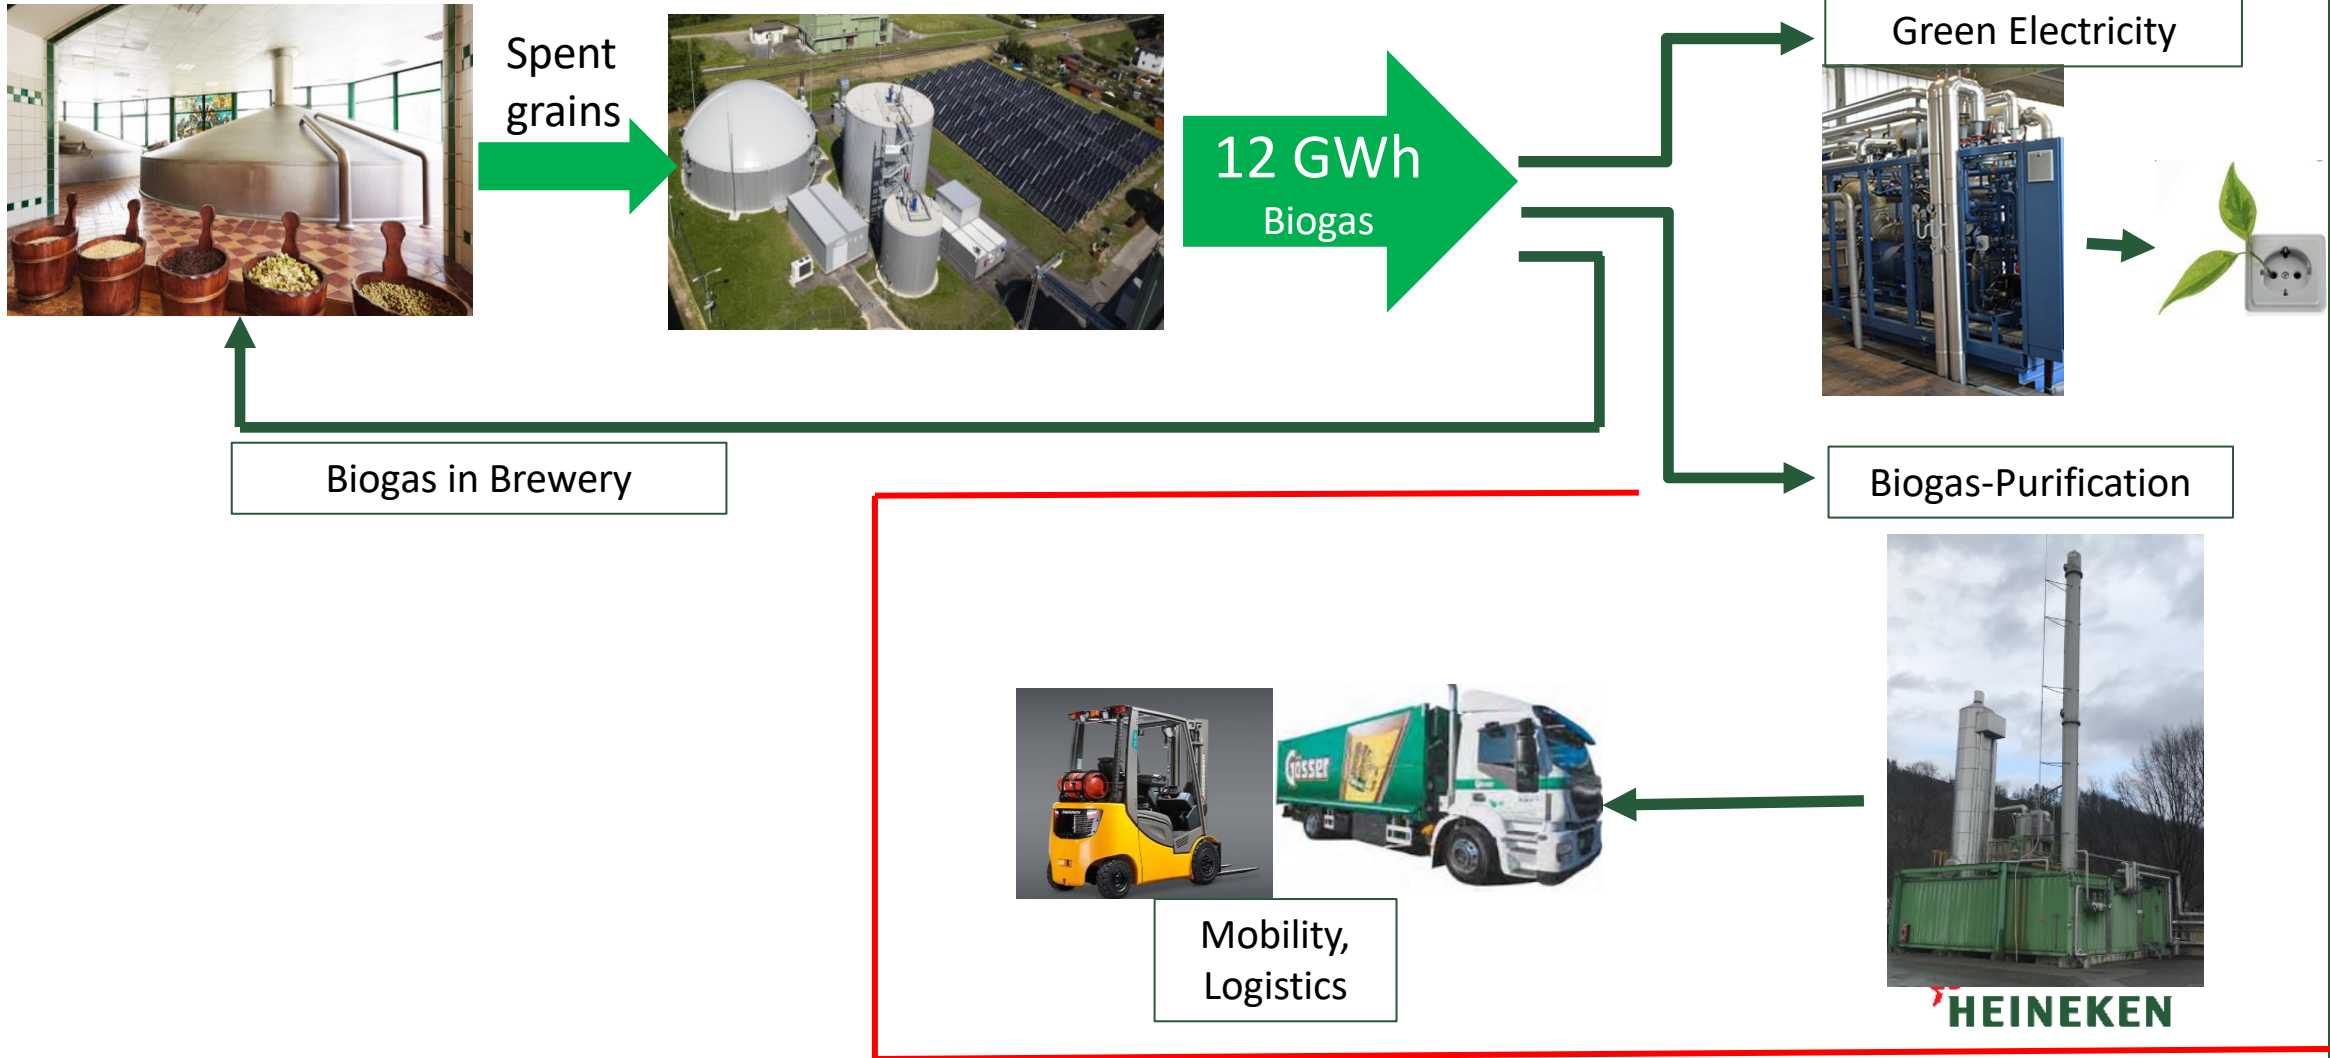 Spent
grains
12 GWh
Biogas
Green Electricity
Biogas in Brewery
Biogas-Purification
Gösser
Mobility,
Logistics
HEINEKEN